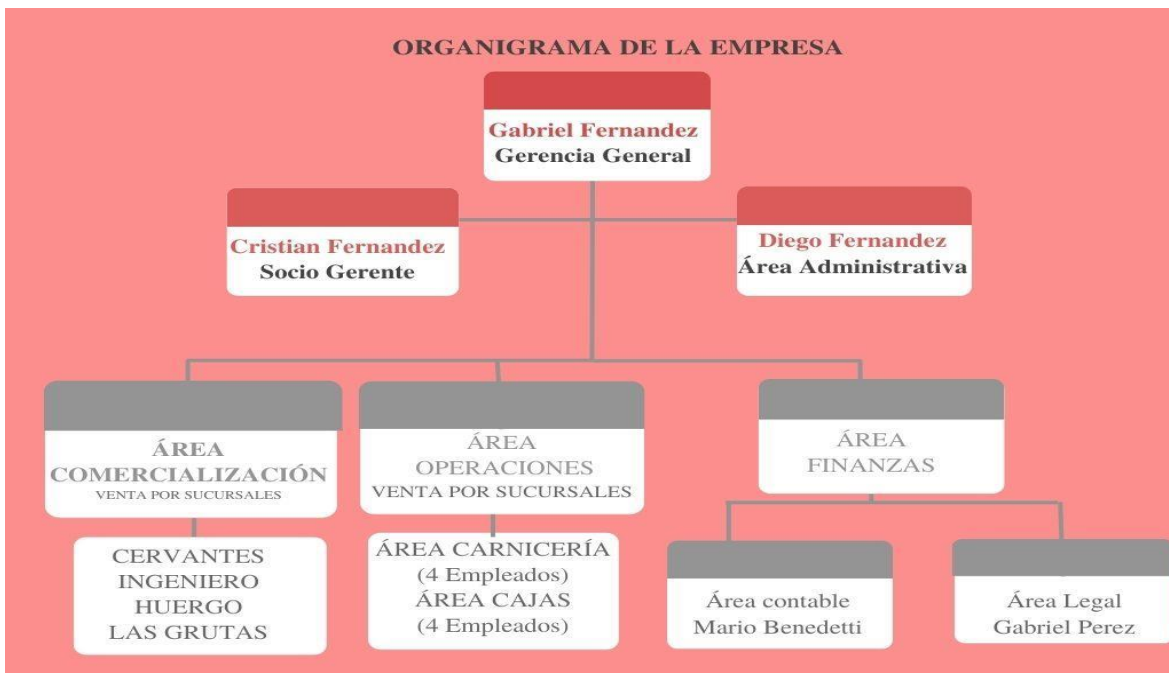 ORGANIGRAMA DE LA EMPRESA
Gabriel Fernandez
Gerencia General
Cristian Fernandez
Socio Gerente
Diego Fernandez
Área Administrativa
ÁREA
COMERCIALIZACIÓN
VENTA POR SUCURSALES
ÁREA
OPERACIONES
VENTA POR SUCURSALES
ÁREA
FINANZAS
CERVANTES
INGENIERO
HUERGO
LAS GRUTAS
ÁREA CARNICERÍA
(4 Empleados)
ÁREA CAJAS
(4 Empleados)
Área contable
Mario Benedetti
Área Legal
Gabriel Perez